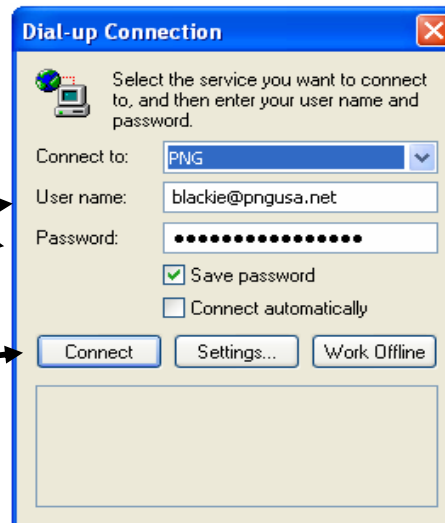 Dial-up Connection
Select the service you want to connect
to, and then enter your user name and
password.
Connect to: PNG
User name: blackie@pngusa.net
Password: ●●●●●●●●●●●●●●●●
Save password
Connect automatically
Connect Settings... Work Offline